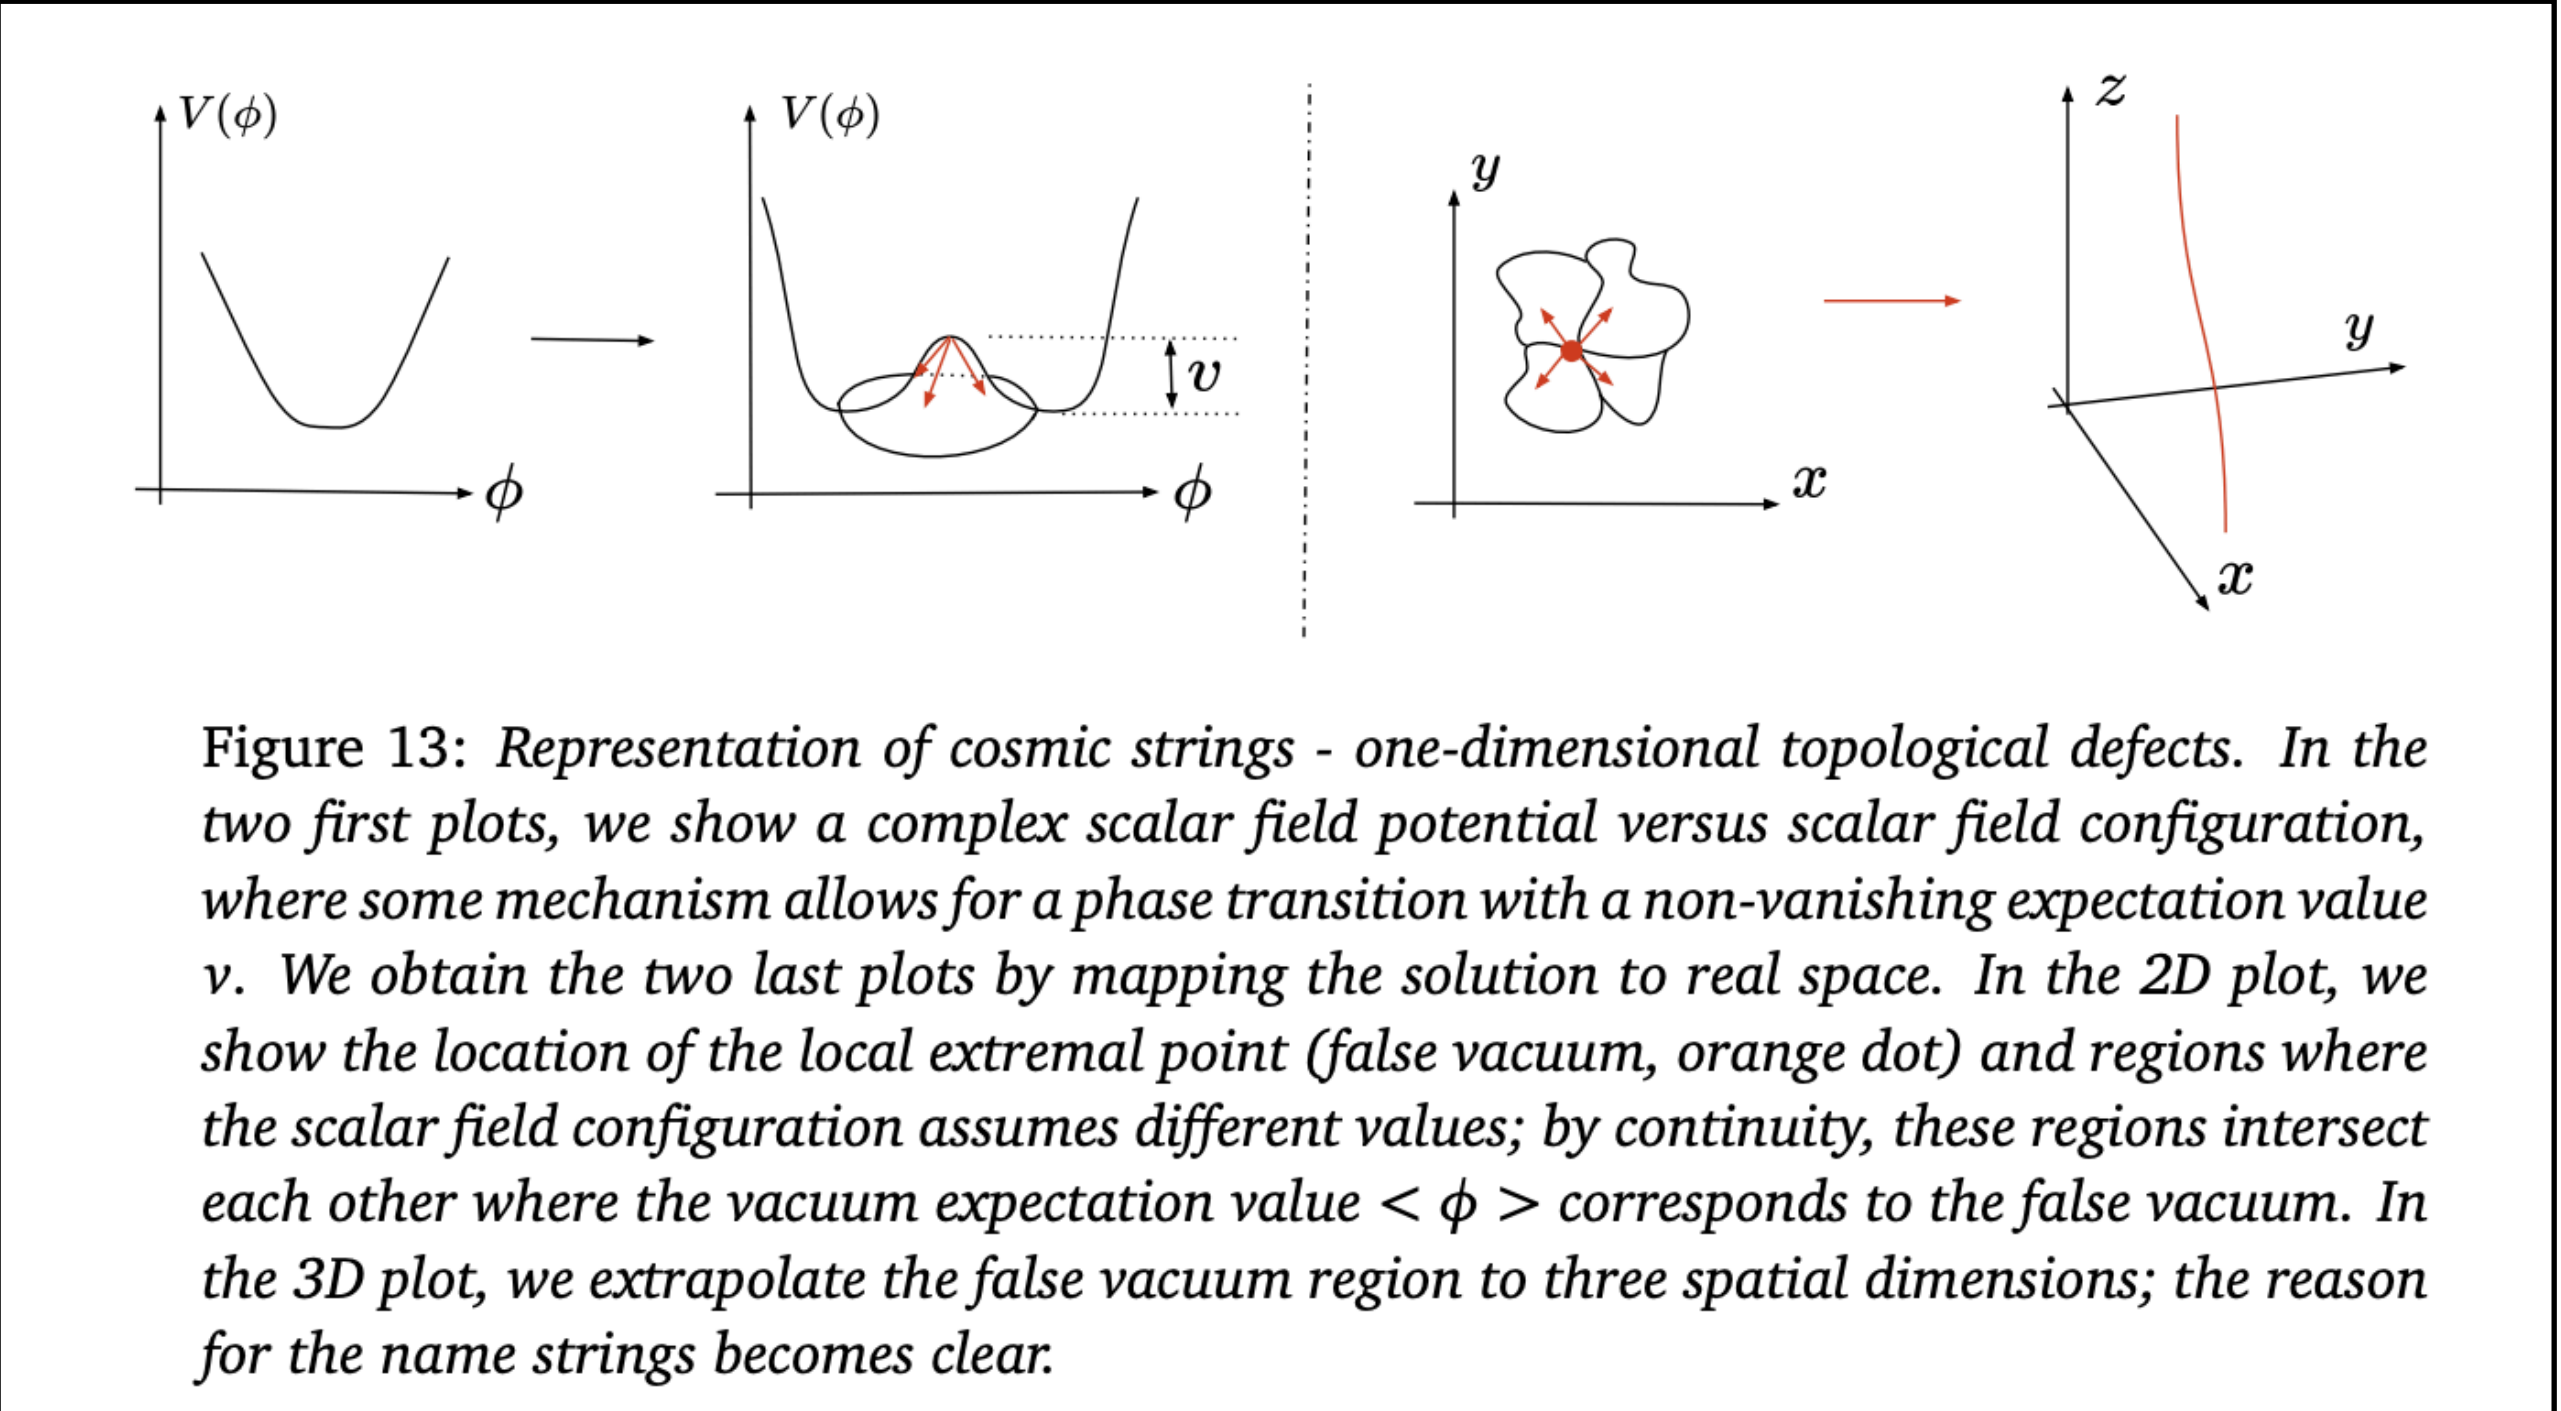 V(ϕ)
ϕ
V(ϕ)
v
ϕ
y
x
z
y
x
Figure 13: Representation of cosmic strings - one-dimensional topological defects. In the
two first plots, we show a complex scalar field potential versus scalar field configuration,
where some mechanism allows for a phase transition with a non-vanishing expectation value
v. We obtain the two last plots by mapping the solution to real space. In the 2D plot, we
show the location of the local extremal point (false vacuum, orange dot) and regions where
the scalar field configuration assumes different values; by continuity, these regions intersect
each other where the vacuum expectation value < ϕ > corresponds to the false vacuum. In
the 3D plot, we extrapolate the false vacuum region to three spatial dimensions; the reason
for the name strings becomes clear.